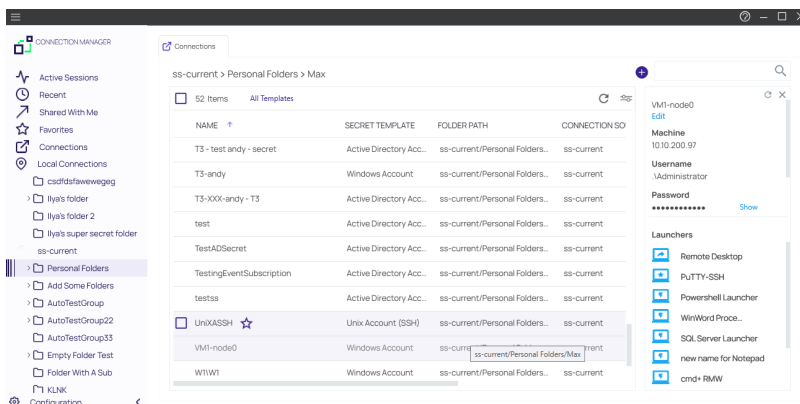 CONNECTION MANAGER
Active Sessions
Recent
Shared With Me
Favorites
Connections
Local Connections
csdfdsfawewegeg
Ilya's folder
Ilya's folder 2
Ilya's super secret folder
ss-current
Personal Folders
Add Some Folders
AutoTestGroup
AutoTestGroup22
AutoTestGroup33
Empty Folder Test
Folder With A Sub
KLNK
Configuration
Connections
ss-current > Personal Folders > Max
52 Items All Templates
NAME SECRET TEMPLATE FOLDER PATH CONNECTION SO
T3 - test andy - secret Active Directory Acc... ss-current/Personal Folders... ss-current
T3-andy Windows Account ss-current/Personal Folders... ss-current
T3-XXX-andy - T3 Active Directory Acc... ss-current/Personal Folders... ss-current
test Active Directory Acc... ss-current/Personal Folders... ss-current
TestADSecret Active Directory Acc... ss-current/Personal Folders... ss-current
TestingEventSubscription Active Directory Acc... ss-current/Personal Folders... ss-current
testss Active Directory Acc... ss-current/Personal Folders... ss-current
UniXASSH Unix Account (SSH) ss-current/Personal Folders... ss-current
VM1-node0 Windows Account ss-curre rrent
ss-current/Personal Folders/Max
W1\W1 Windows Account ss-current/Personal Folders... ss-current
VM1-node0
Edit
Machine
10.10.200.97
Username
.\Administrator
Password
•••••••••••• Show
Launchers
Remote Desktop
PuTTY-SSH
Powershell Launcher
WinWord Proce...
SQL Server Launcher
new name for Notepad
cmd+ RMW